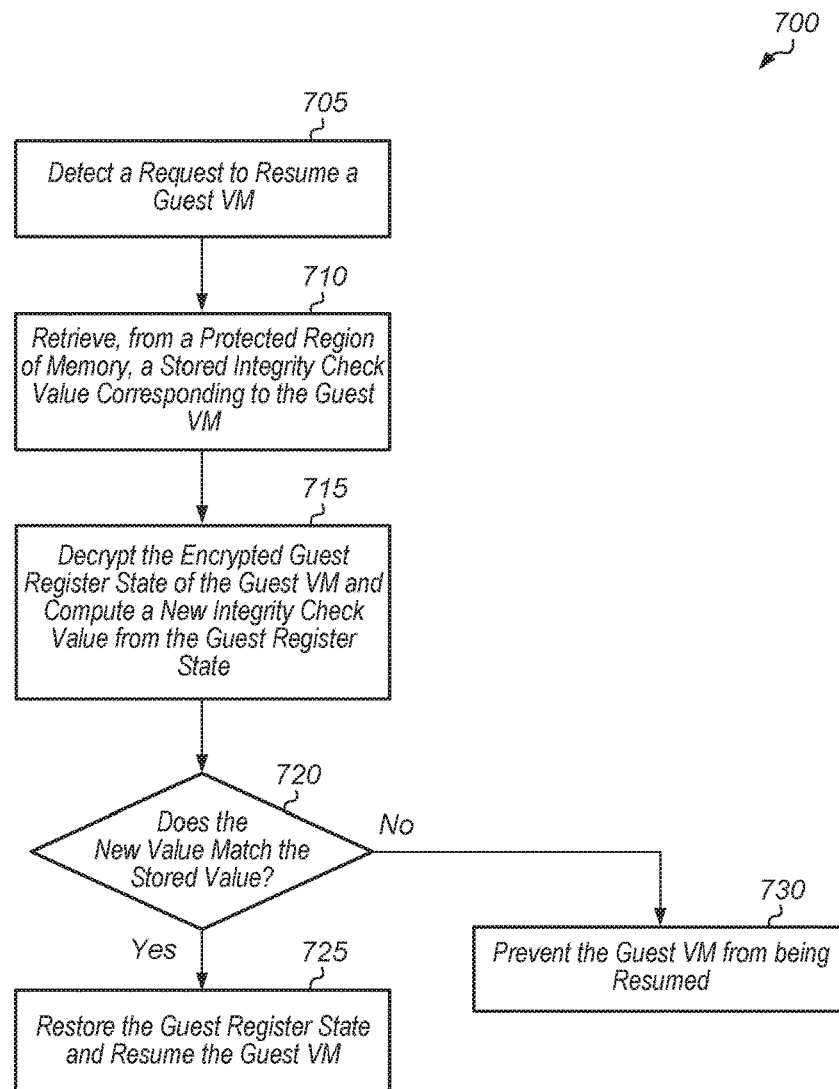 700
705
Detect a Request to Resume a
Guest VM
710
Retrieve, from a Protected Region
of Memory, a Stored Integrity Check
Value Corresponding to the Guest
VM
715
Decrypt the Encrypted Guest
Register State of the Guest VM and
Compute a New Integrity Check
Value from the Guest Register
State
720
Does the
New Value Match the
Stored Value?
No
Yes
730
Prevent the Guest VM from being
Resumed
725
Restore the Guest Register State
and Resume the Guest VM